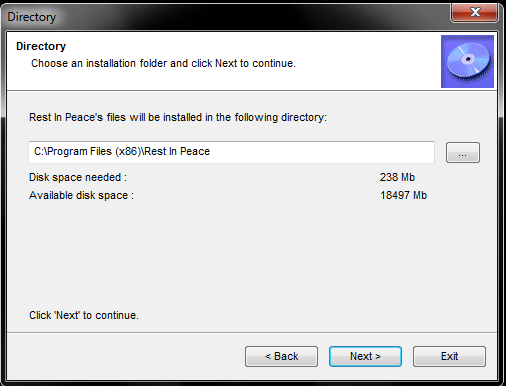 Directory
Directory
Choose an installation folder and click Next to continue.
Rest In Peace's files will be installed in the following directory:
C:\Program Files (x86)\Rest In Peace
...
Disk space needed : 238 Mb
Available disk space : 18497 Mb
Click 'Next' to continue.
< Back Next > Exit